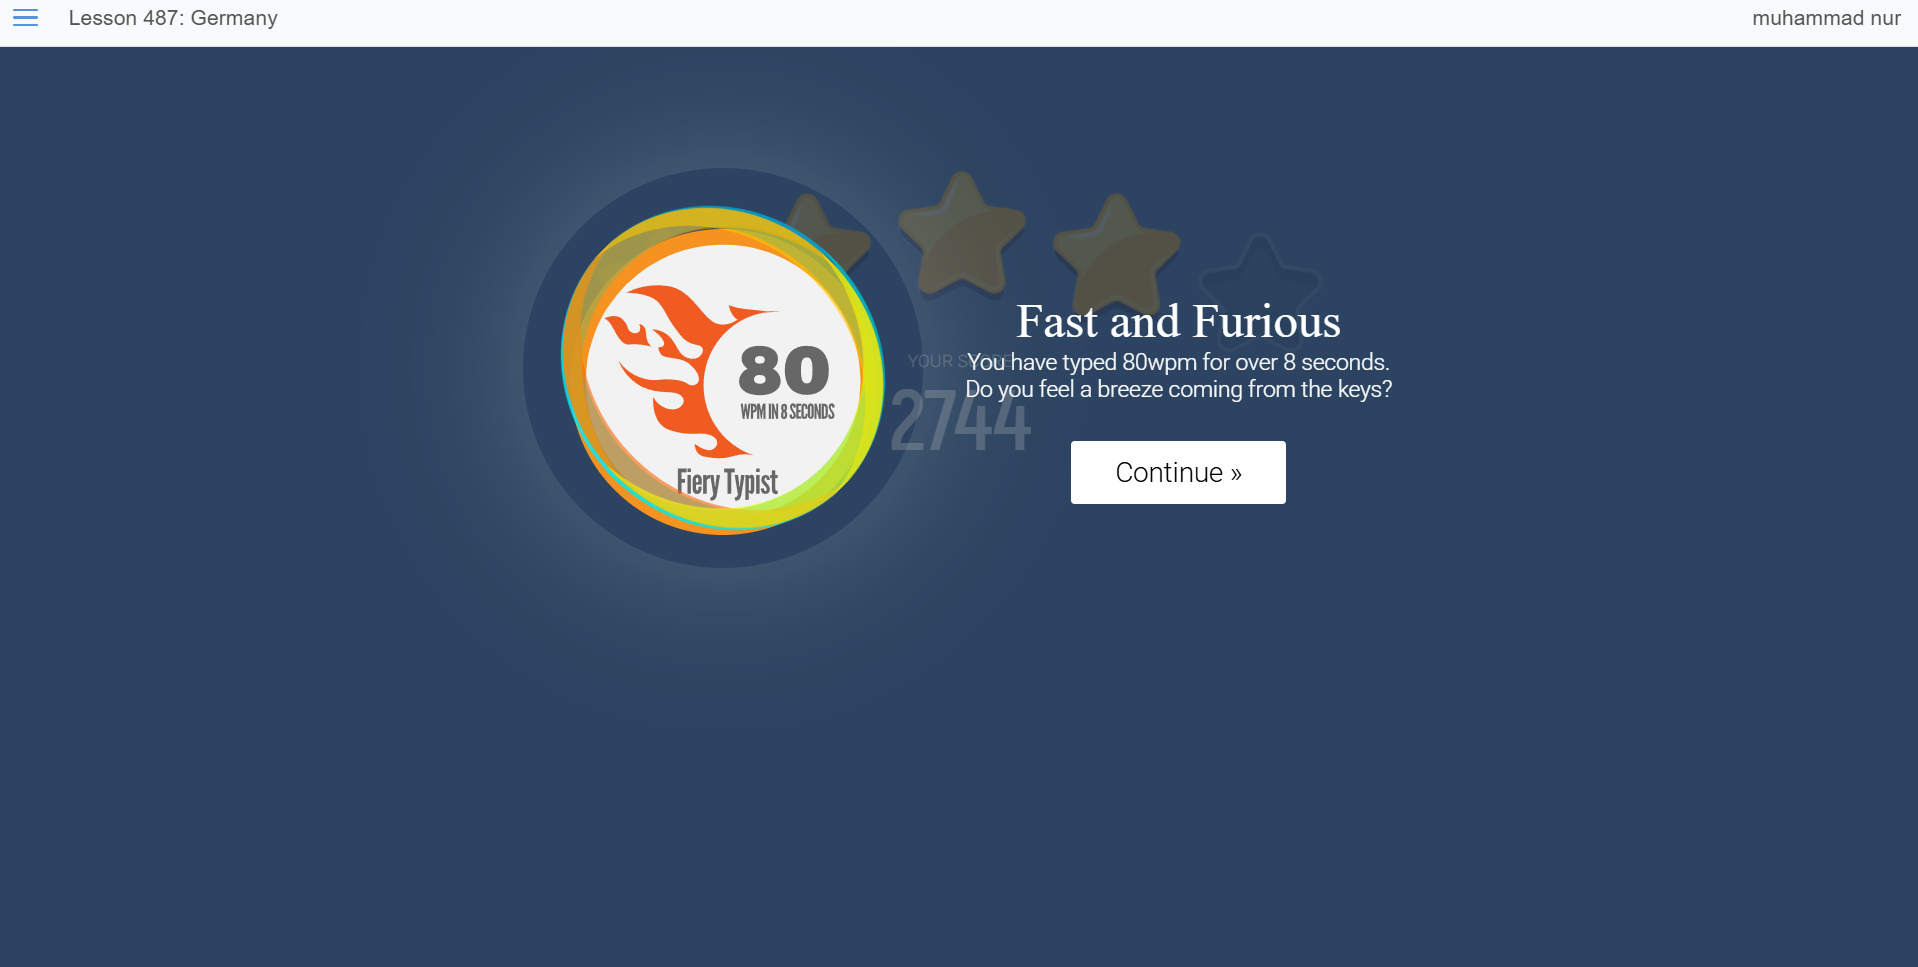 Lesson 487: Germany
muhammad nur
80
WPM IN 8 SECONDS
Fiery Typist
YOUR SCORE
2744
Fast and Furious
You have typed 80wpm for over 8 seconds.
Do you feel a breeze coming from the keys?
Continue »